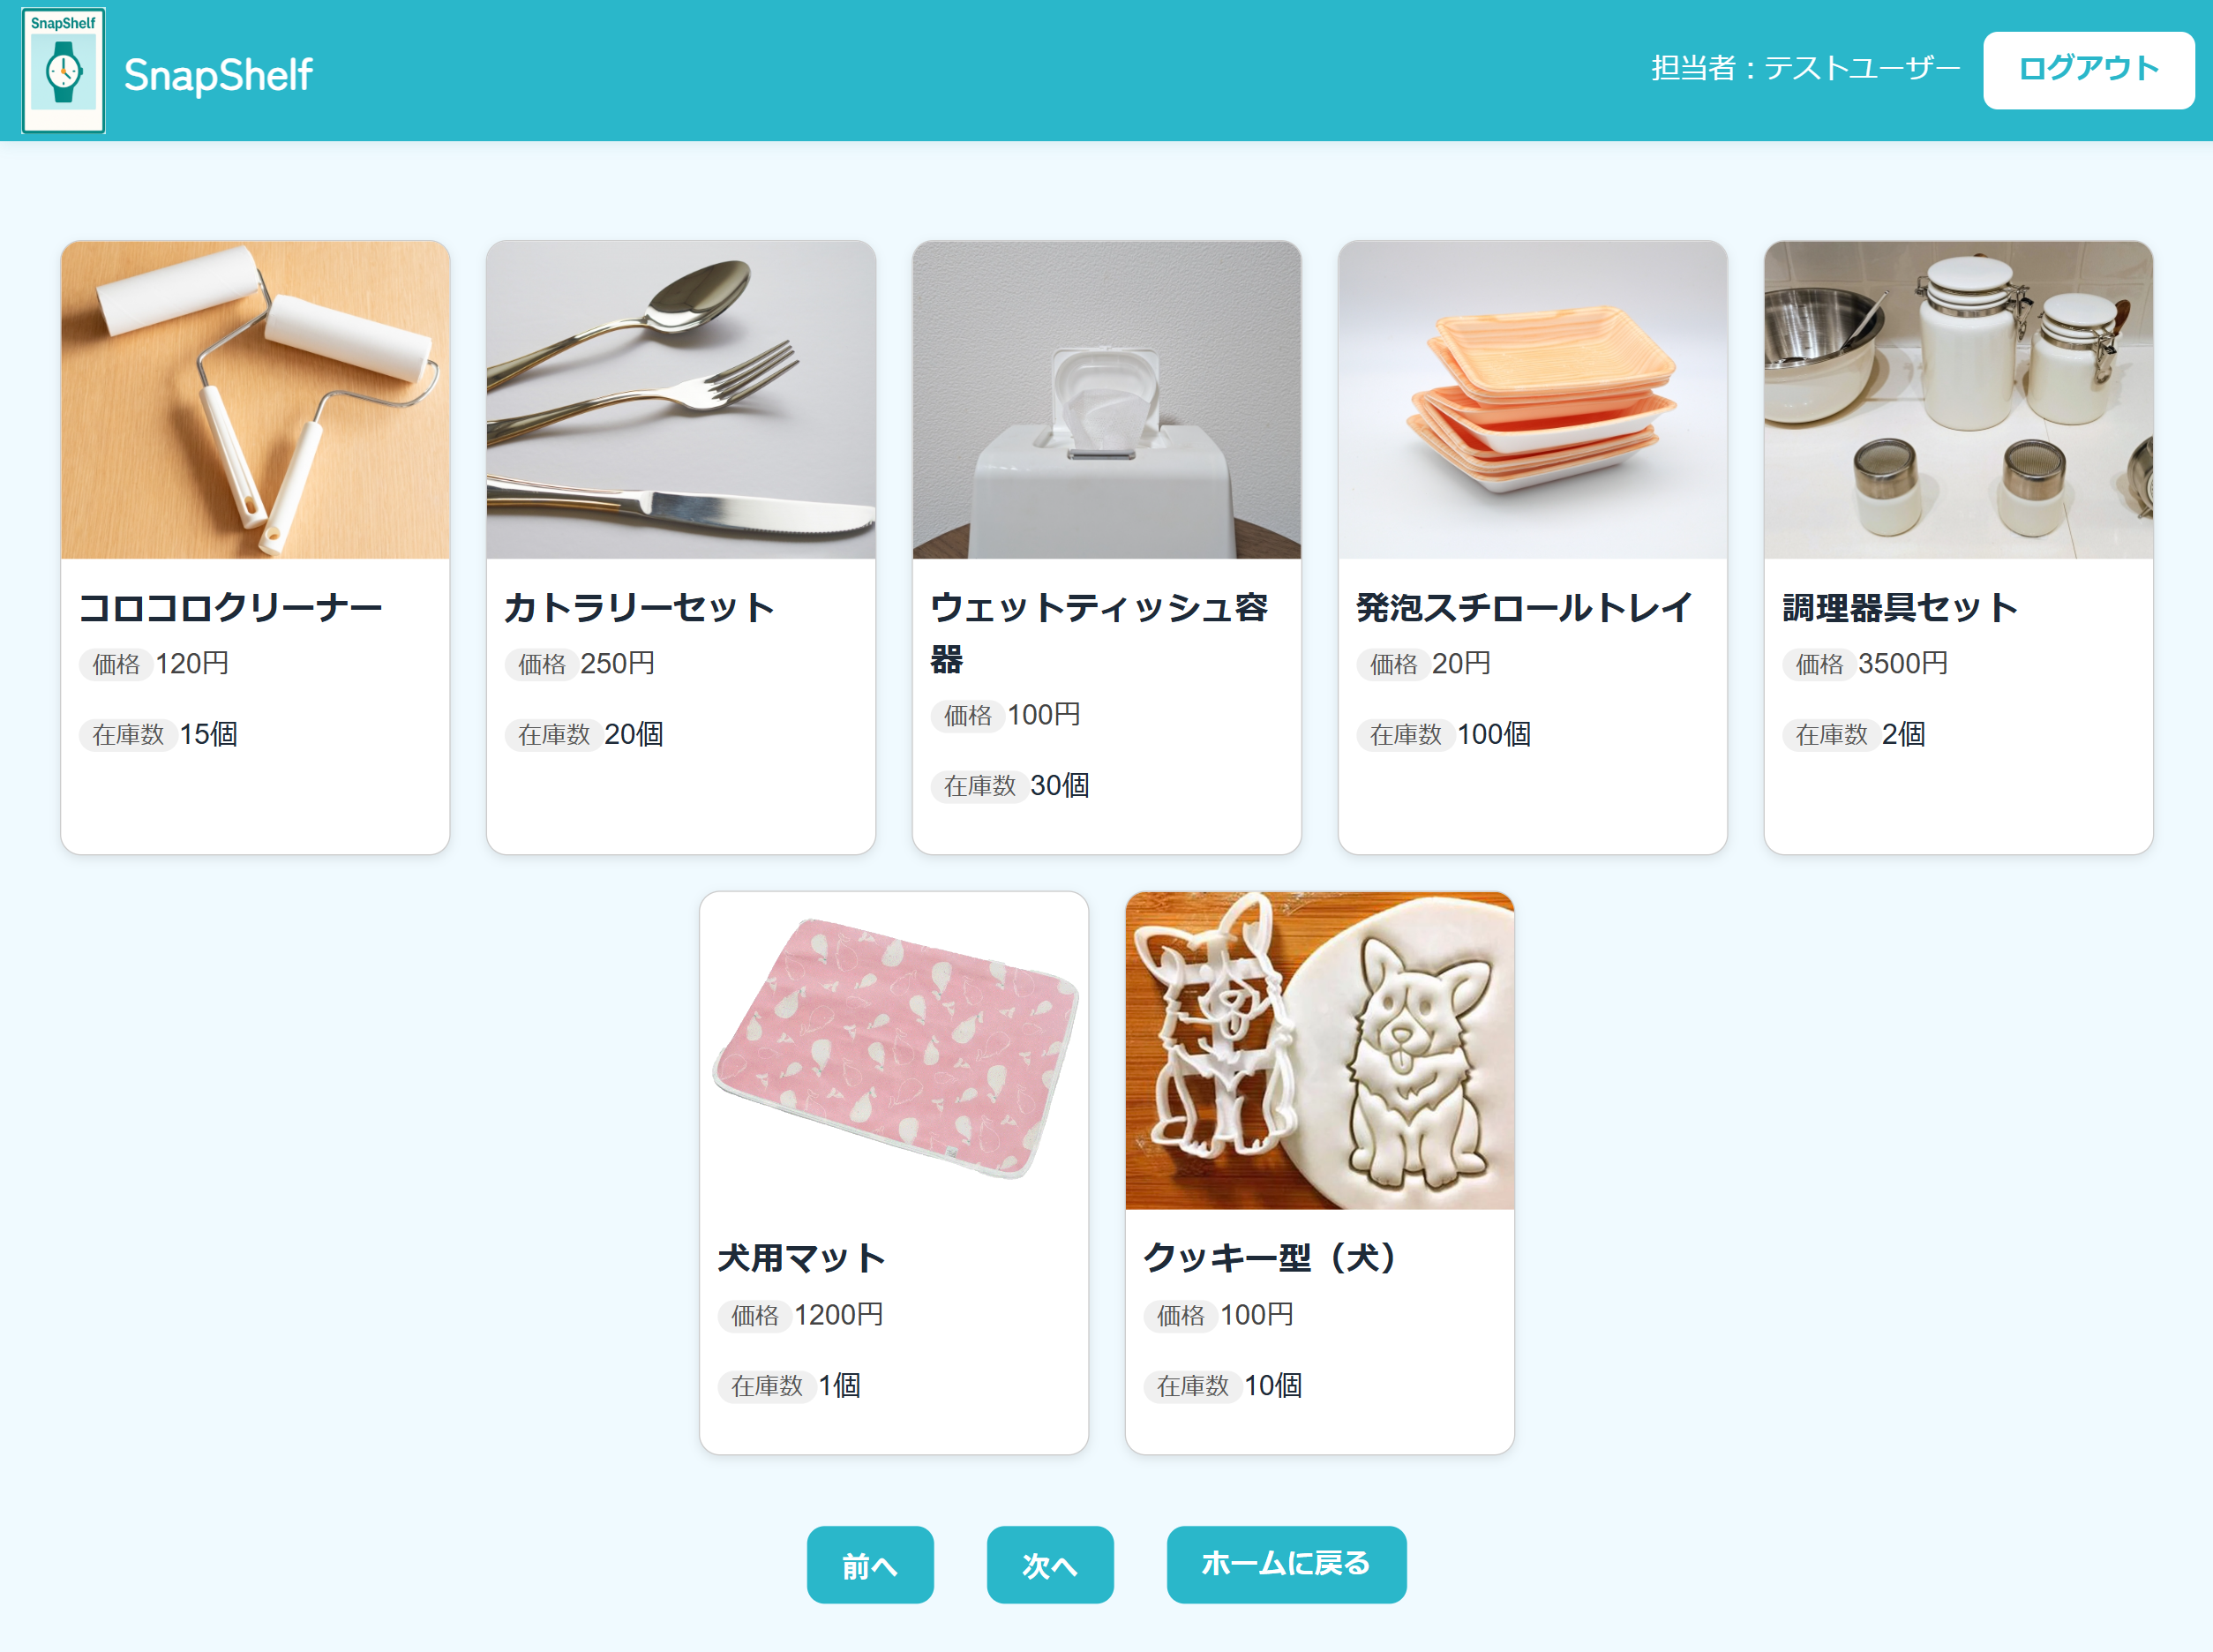 SnapShelf
SnapShelf
担当者：テストユーザー
ログアウト
コロコロクリーナー
価格 120円
在庫数 15個
カトラリーセット
価格 250円
在庫数 20個
ウェットティッシュ容
器
価格 100円
在庫数 30個
発泡スチロールトレイ
価格 20円
在庫数 100個
調理器具セット
価格 3500円
在庫数 2個
犬用マット
価格 1200円
在庫数 1個
クッキー型（犬）
価格 100円
在庫数 10個
前へ
次へ
ホームに戻る